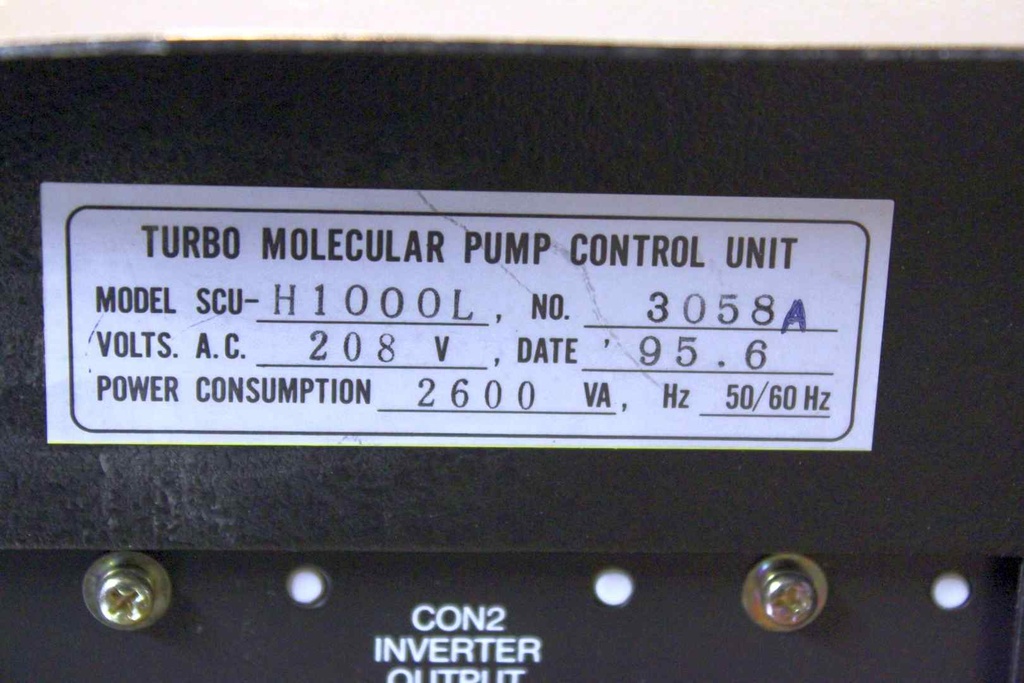 TURBO MOLECULAR PUMP CONTROL UNIT
MODEL SCU-H1000L, NO. 3058A
VOLTS. A.C. 208 V, DATE '95.6
POWER CONSUMPTION 2600 VA, Hz 50/60 Hz
CON2
INVERTER
OUTPUT